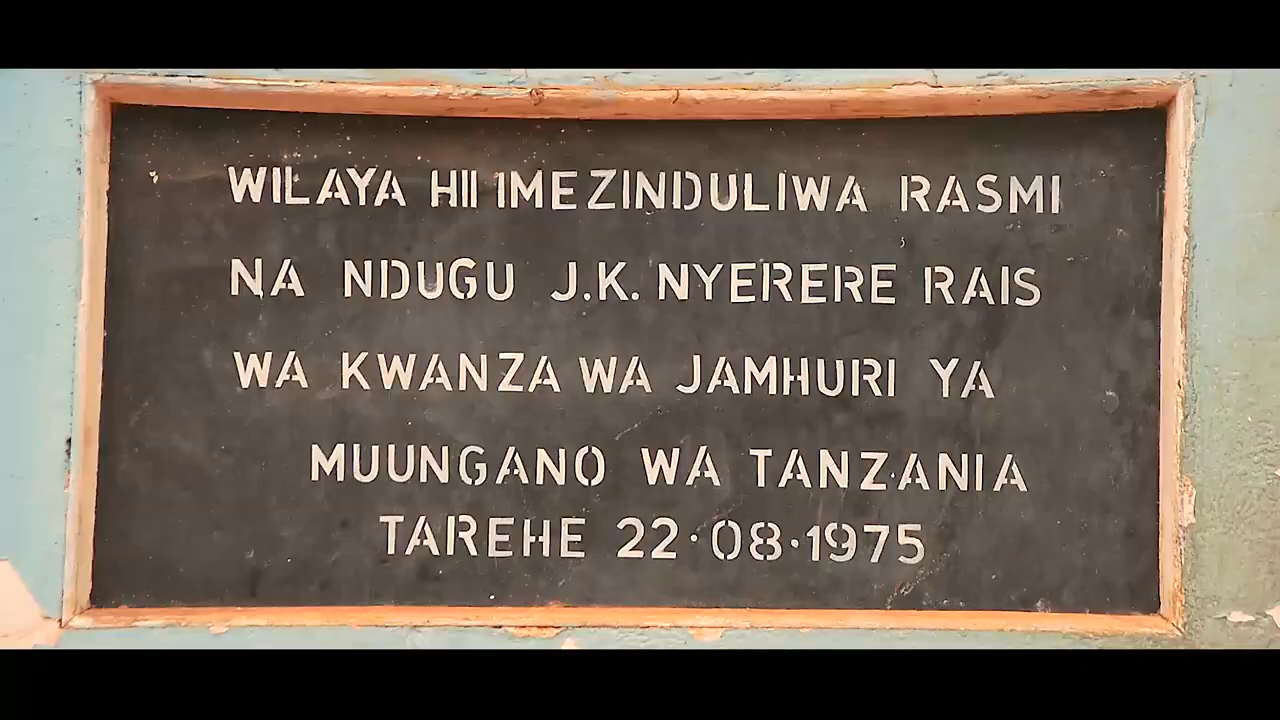 WILAYA HII IMEZINDULIWA RASMI
NA NDUGU J.K. NYERERE RAIS
WA KWANZA WA JAMHURI YA
MUUNGANO WA TANZANIA
TAREHE 22·08·1975